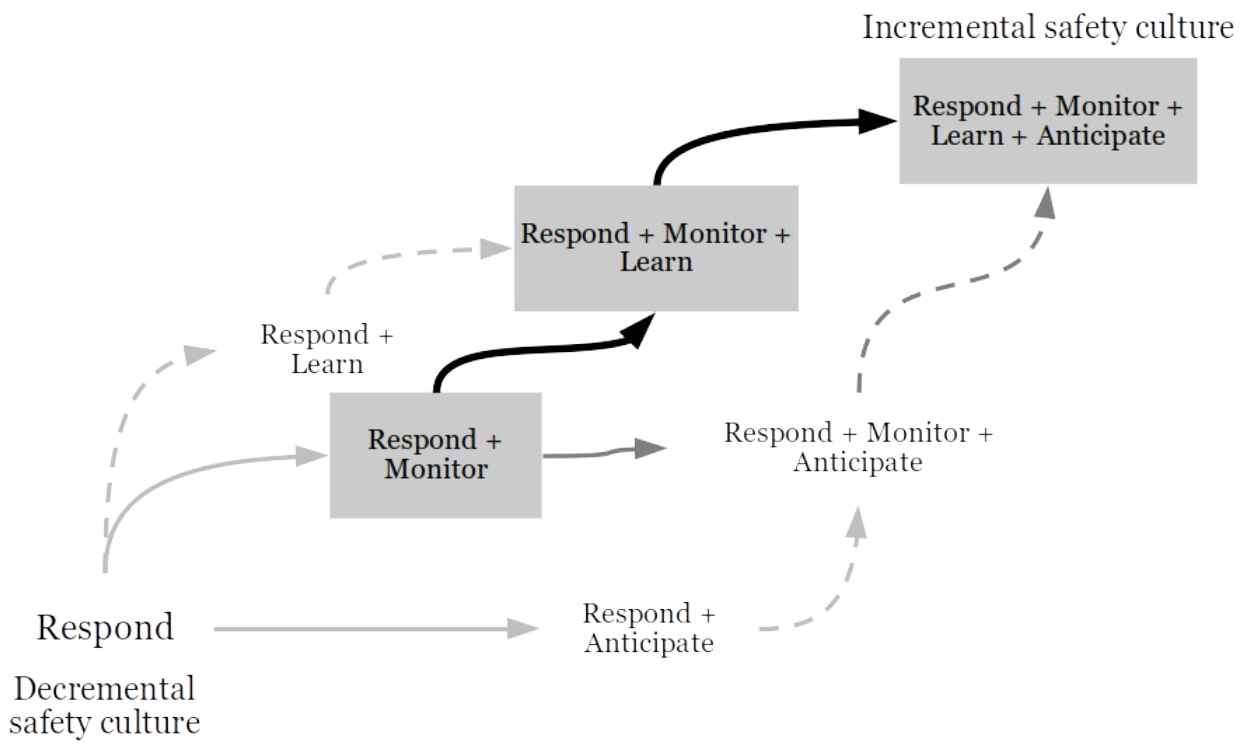 Incremental safety culture
Respond + Monitor +
Learn + Anticipate
Respond + Monitor +
Learn
Respond +
Learn
Respond +
Monitor
Respond + Monitor +
Anticipate
Respond +
Anticipate
Respond
Decremental
safety culture